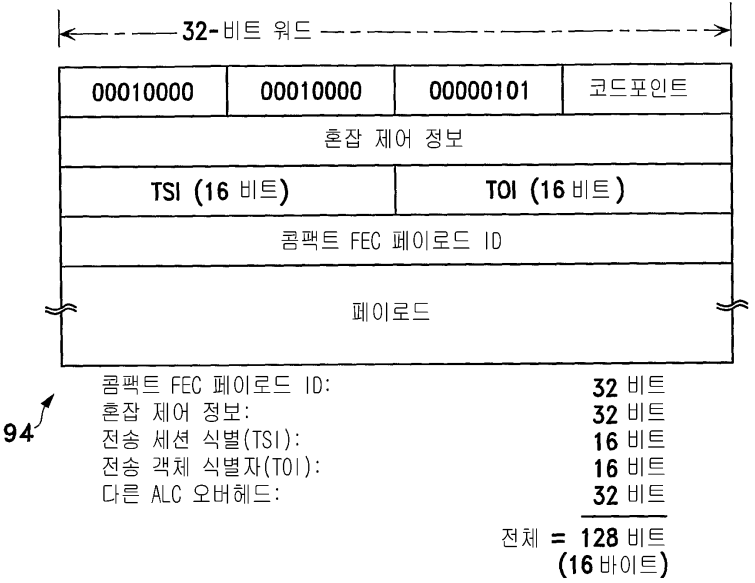 32-비트 워드
00010000 00010000 00000101 코드포인트
혼잡 제어 정보
TSI (16 비트) TOI (16 비트)
콤팩트 FEC 페이로드 ID
페이로드
콤팩트 FEC 페이로드 ID: 32 비트
혼잡 제어 정보: 32 비트
94
전송 세션 식별(TSI): 16 비트
전송 객체 식별자(TOI): 16 비트
다른 ALC 오버헤드: 32 비트
전체 = 128 비트
(16 바이트)